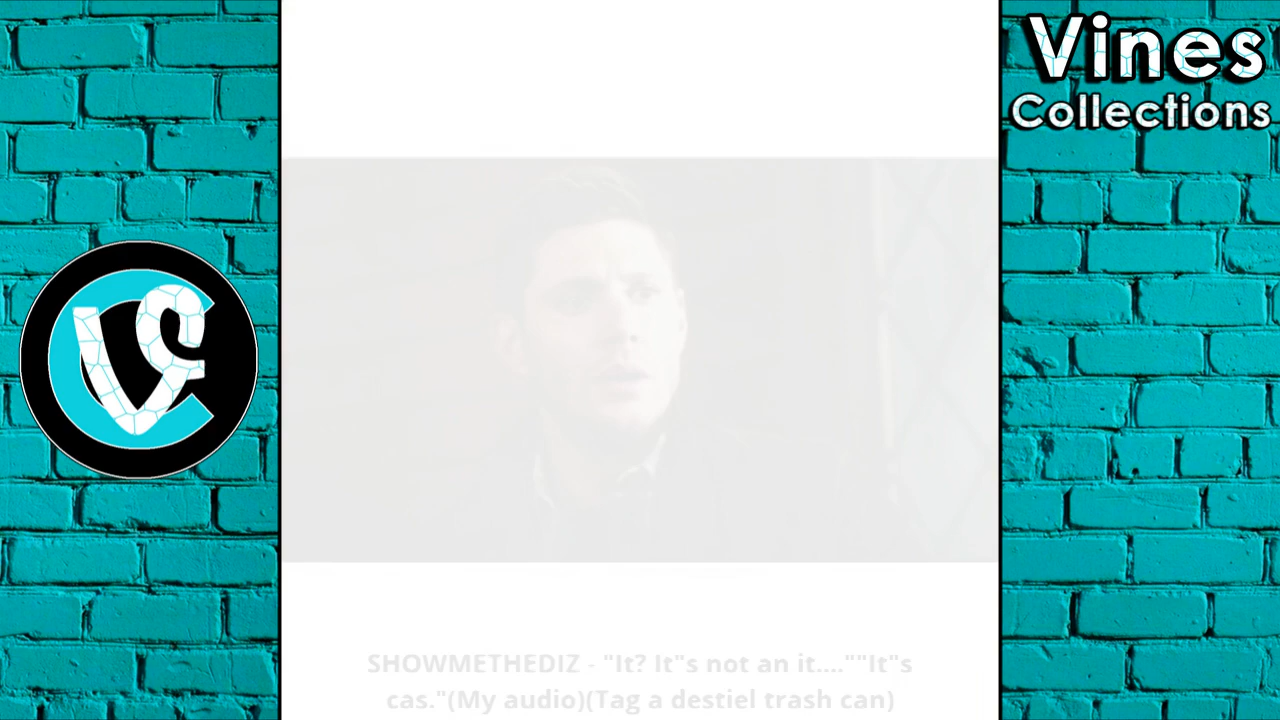 Vines
Collections
SHOWMETHEDIZ - "It? It"s not an it....""It"s
cas."(My audio)(Tag a destiel trash can)